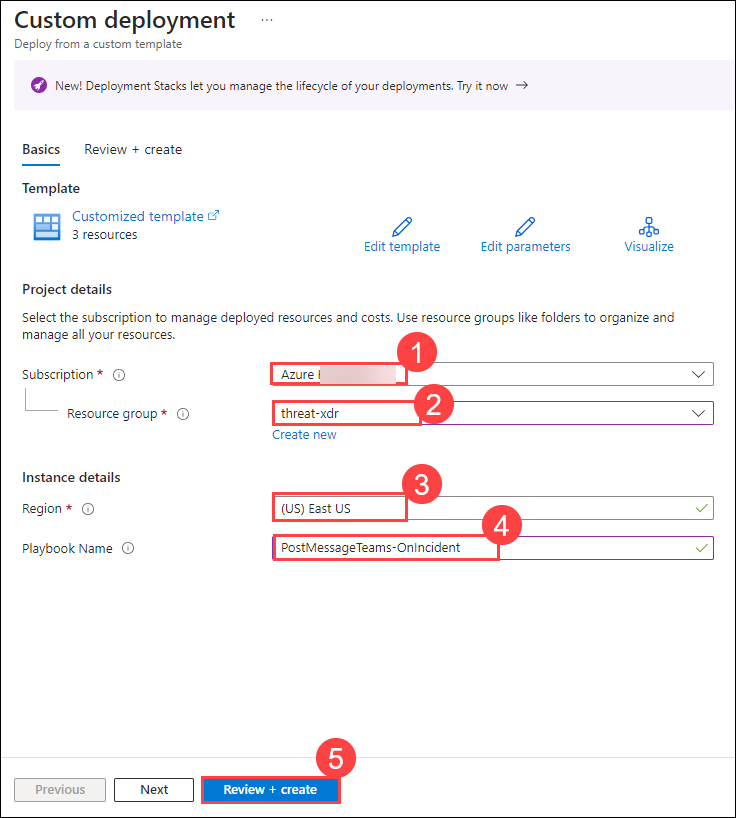 Custom deployment ...
Deploy from a custom template
New! Deployment Stacks let you manage the lifecycle of your deployments. Try it now →
Basics Review + create
Template
Customized template
3 resources
Edit template Edit parameters Visualize
Project details
Select the subscription to manage deployed resources and costs. Use resource groups like folders to organize and
manage all your resources.
1
Subscription * Azure
2
Resource group * threat-xdr
Create new
Instance details
3
Region * (US) East US
4
Playbook Name PostMessageTeams-OnIncident
5
Previous Next Review + create